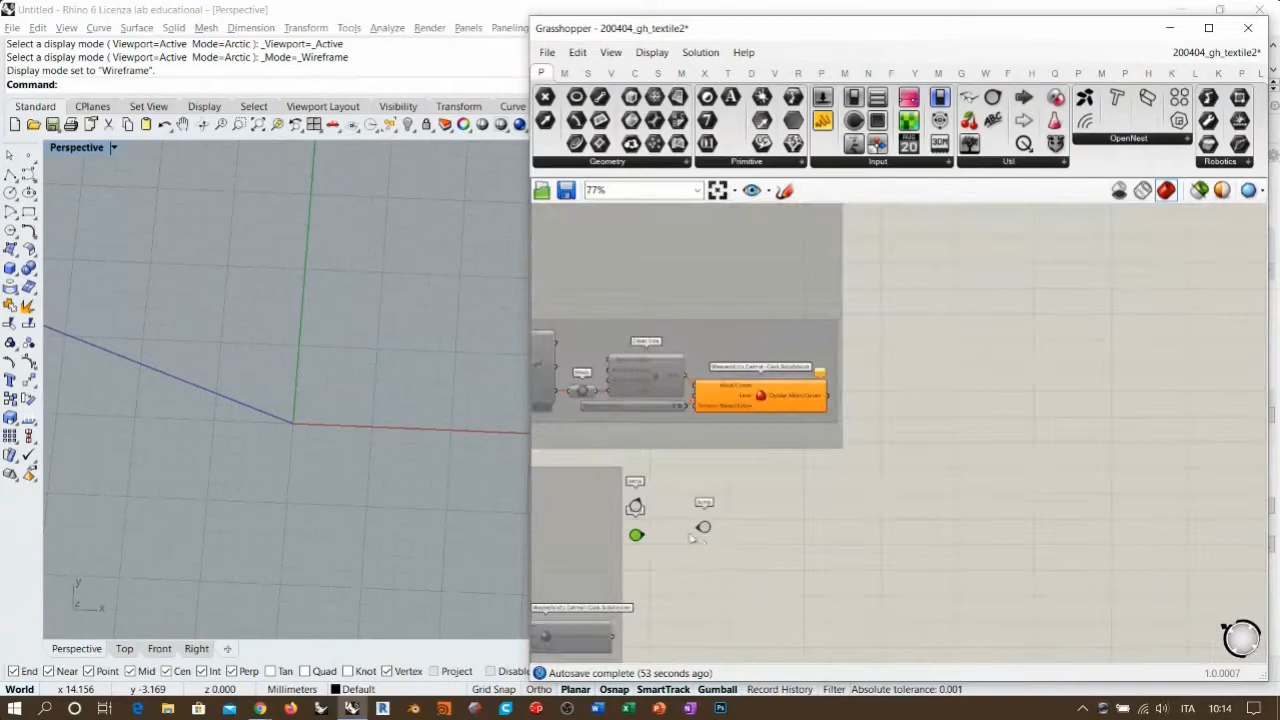 Untitled - Rhino 6 Licenza lab educational - [Perspective]
File Edit View Curve Surface Solid Mesh Dimension Transform Tools Analyze Render Panels
Select a display mode ( Viewport=Active  Mode=Arctic ): _Viewport=_Active
Select a display mode ( Viewport=Active  Mode=Arctic ): _Mode=_Wireframe
Display mode set to "Wireframe".
Command:
Standard CPlanes Set View Display Select Viewport Layout Visibility Transform Curve
Perspective
y
z x
Perspective Top Front Right
End Near Point Mid Cen Int Perp Tan Quad Knot Vertex Project Disable
World x 14.156 y -3.169 z 0.000 Millimeters Default Grid Snap Ortho Planar Osnap SmartTrack Gumball Record History Filter Absolute tolerance: 0.001
Grasshopper - 200404_gh_textile2*
File Edit View Display Solution Help
200404_gh_textile2*
P M S V C S M X T D V R P M N F Y M G W H F O P M P T H K L K P L
Geometry Primitive Input Util OpenNest Robotics
AUG
20
3DM
ABC
77%
Autosave complete (53 seconds ago)
1.0.0007
ITA 10:14